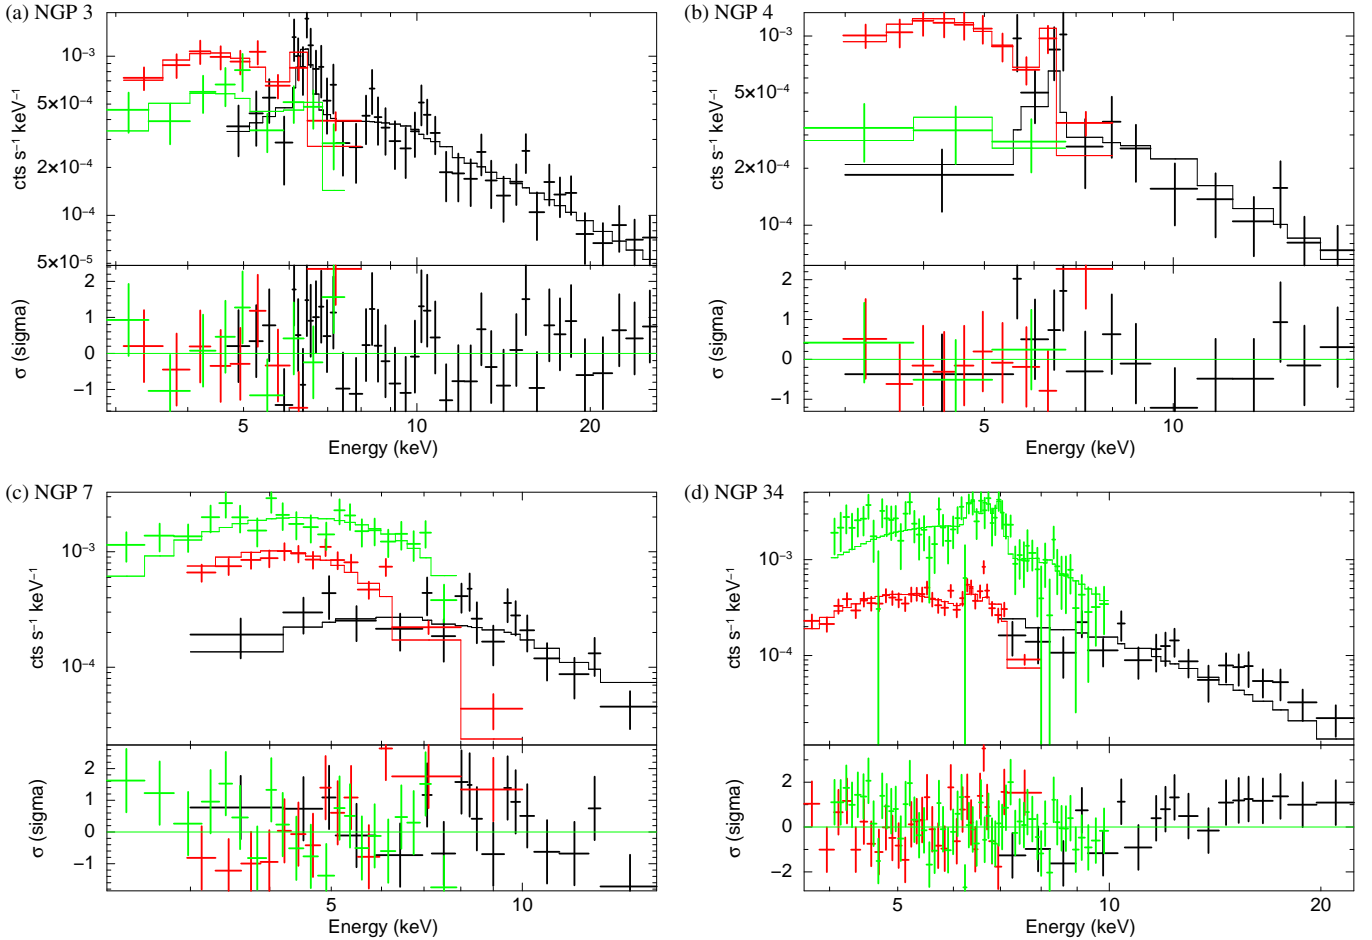 (a) NGP 3
cts s⁻¹ keV⁻¹
10⁻³
5×10⁻⁴
2×10⁻⁴
10⁻⁴
5×10⁻⁵
σ (sigma)
2
1
0
−1
5 10 20
Energy (keV)
(b) NGP 4
cts s⁻¹ keV⁻¹
10⁻³
5×10⁻⁴
2×10⁻⁴
10⁻⁴
σ (sigma)
2
1
0
−1
5 10
Energy (keV)
(c) NGP 7
cts s⁻¹ keV⁻¹
10⁻³
10⁻⁴
σ (sigma)
2
1
0
−1
5 10
Energy (keV)
(d) NGP 34
cts s⁻¹ keV⁻¹
10⁻³
10⁻⁴
σ (sigma)
2
0
−2
5 10 20
Energy (keV)